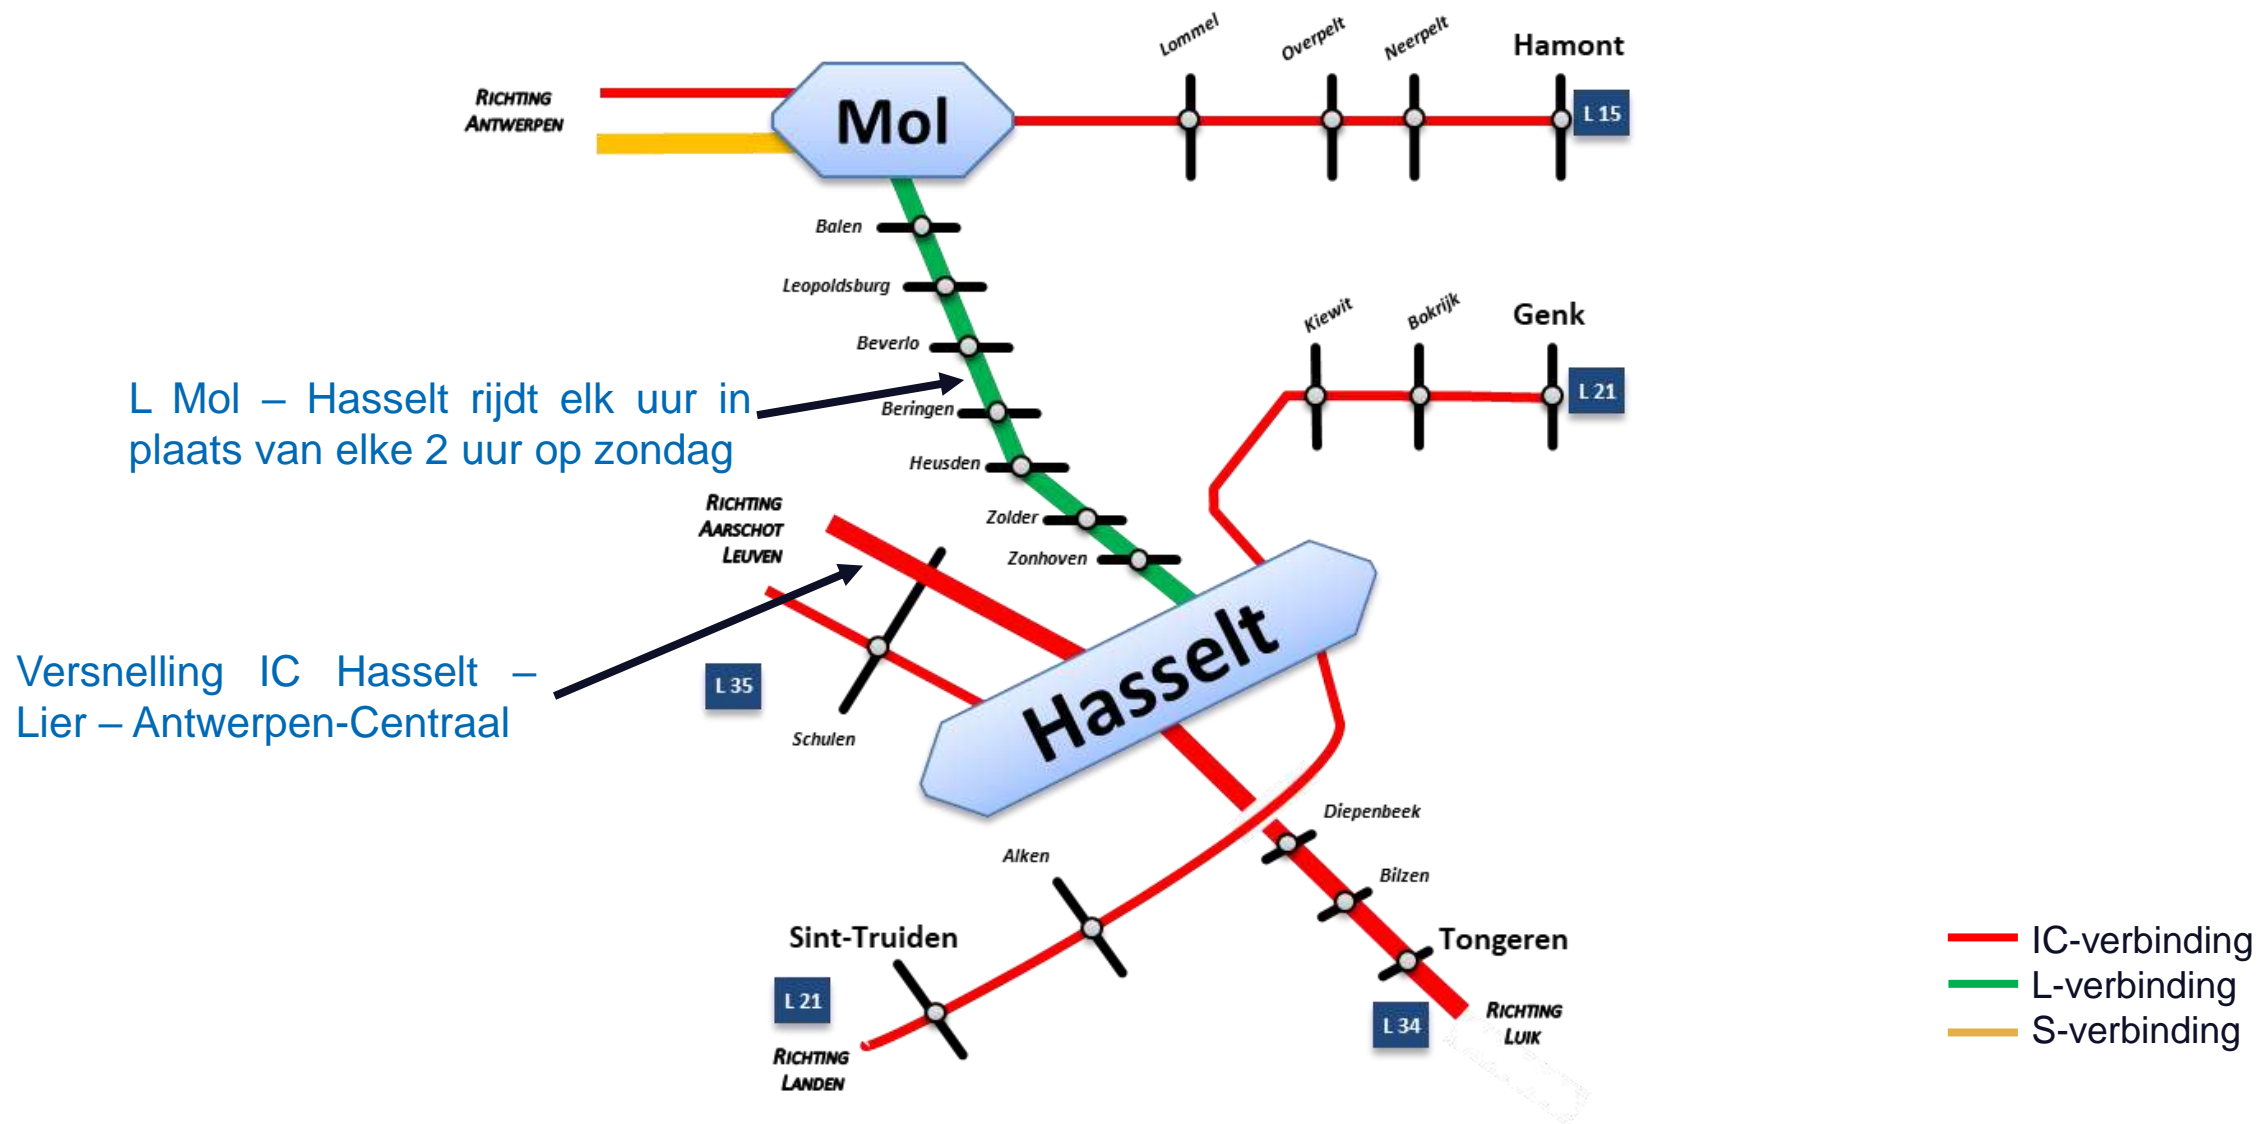 Lommel
Overpelt
Neerpelt
Hamont
RICHTING
ANTWERPEN
Mol
L 15
Balen
Leopoldsburg
Beverlo
Beringen
Heusden
Zolder
Zonhoven
Kiewit
Bokrijk
Genk
L 21
L Mol – Hasselt rijdt elk uur in
plaats van elke 2 uur op zondag
RICHTING
AARSCHOT
LEUVEN
Versnelling IC Hasselt –
Lier – Antwerpen-Centraal
L 35
Schulen
Hasselt
Diepenbeek
Bilzen
Tongeren
L 34
RICHTING
LUIK
Alken
Sint-Truiden
L 21
RICHTING
LANDEN
IC-verbinding
L-verbinding
S-verbinding